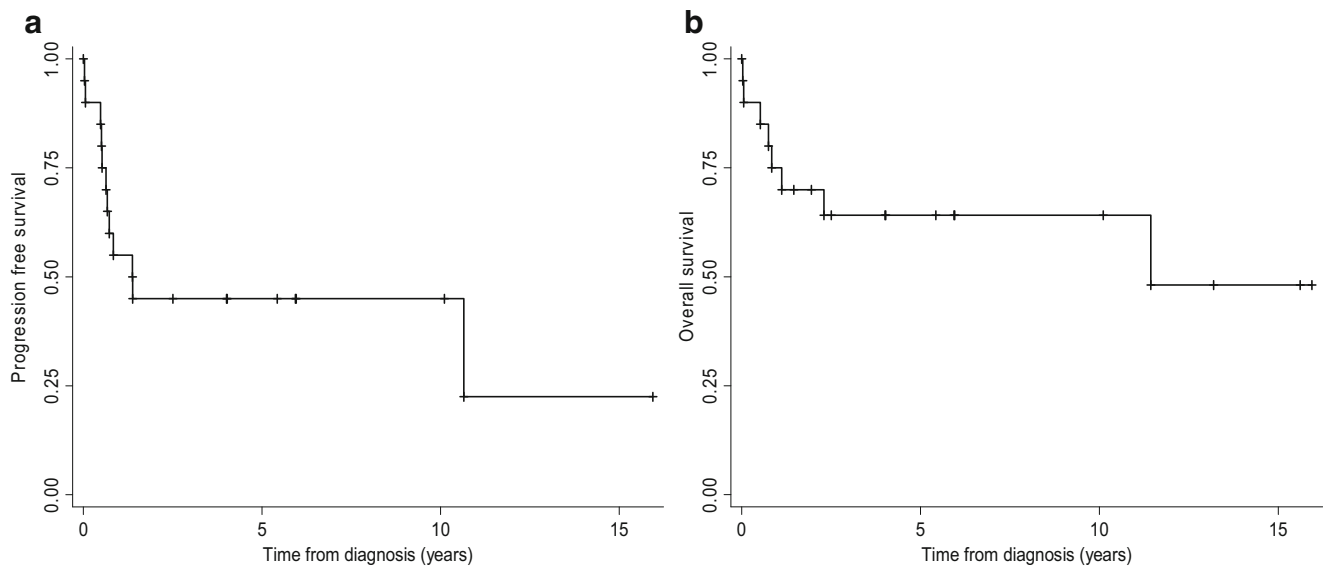 a
Progression free survival
1.00
0.75
0.50
0.25
0.00
0 5 10 15
Time from diagnosis (years)
b
Overall survival
1.00
0.75
0.50
0.25
0.00
0 5 10 15
Time from diagnosis (years)